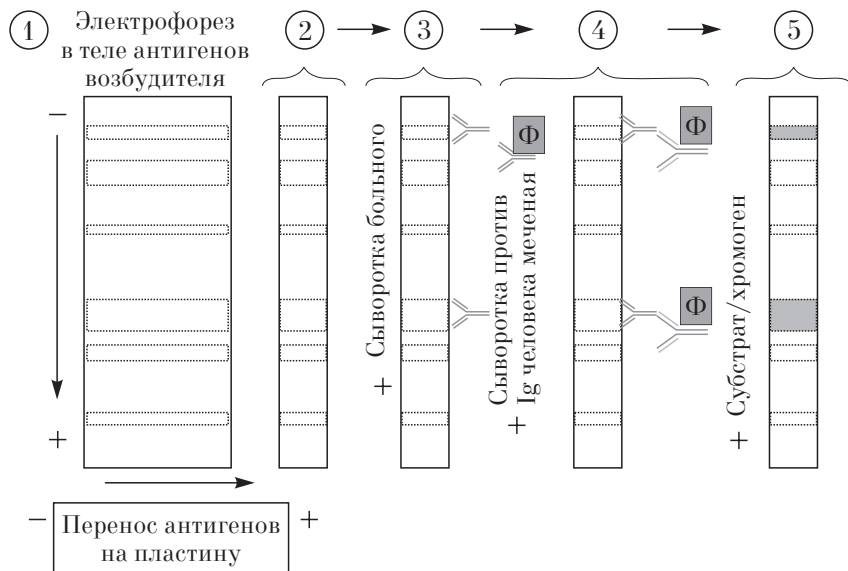 1
Электрофорез
в теле антигенов
возбудителя
2
3
4
5
−
+
+ Сыворотка больного
Ф
+ Сыворотка против
Ig человека меченая
Ф
Ф
+ Субстрат/хромоген
−
Перенос антигенов
на пластину
+